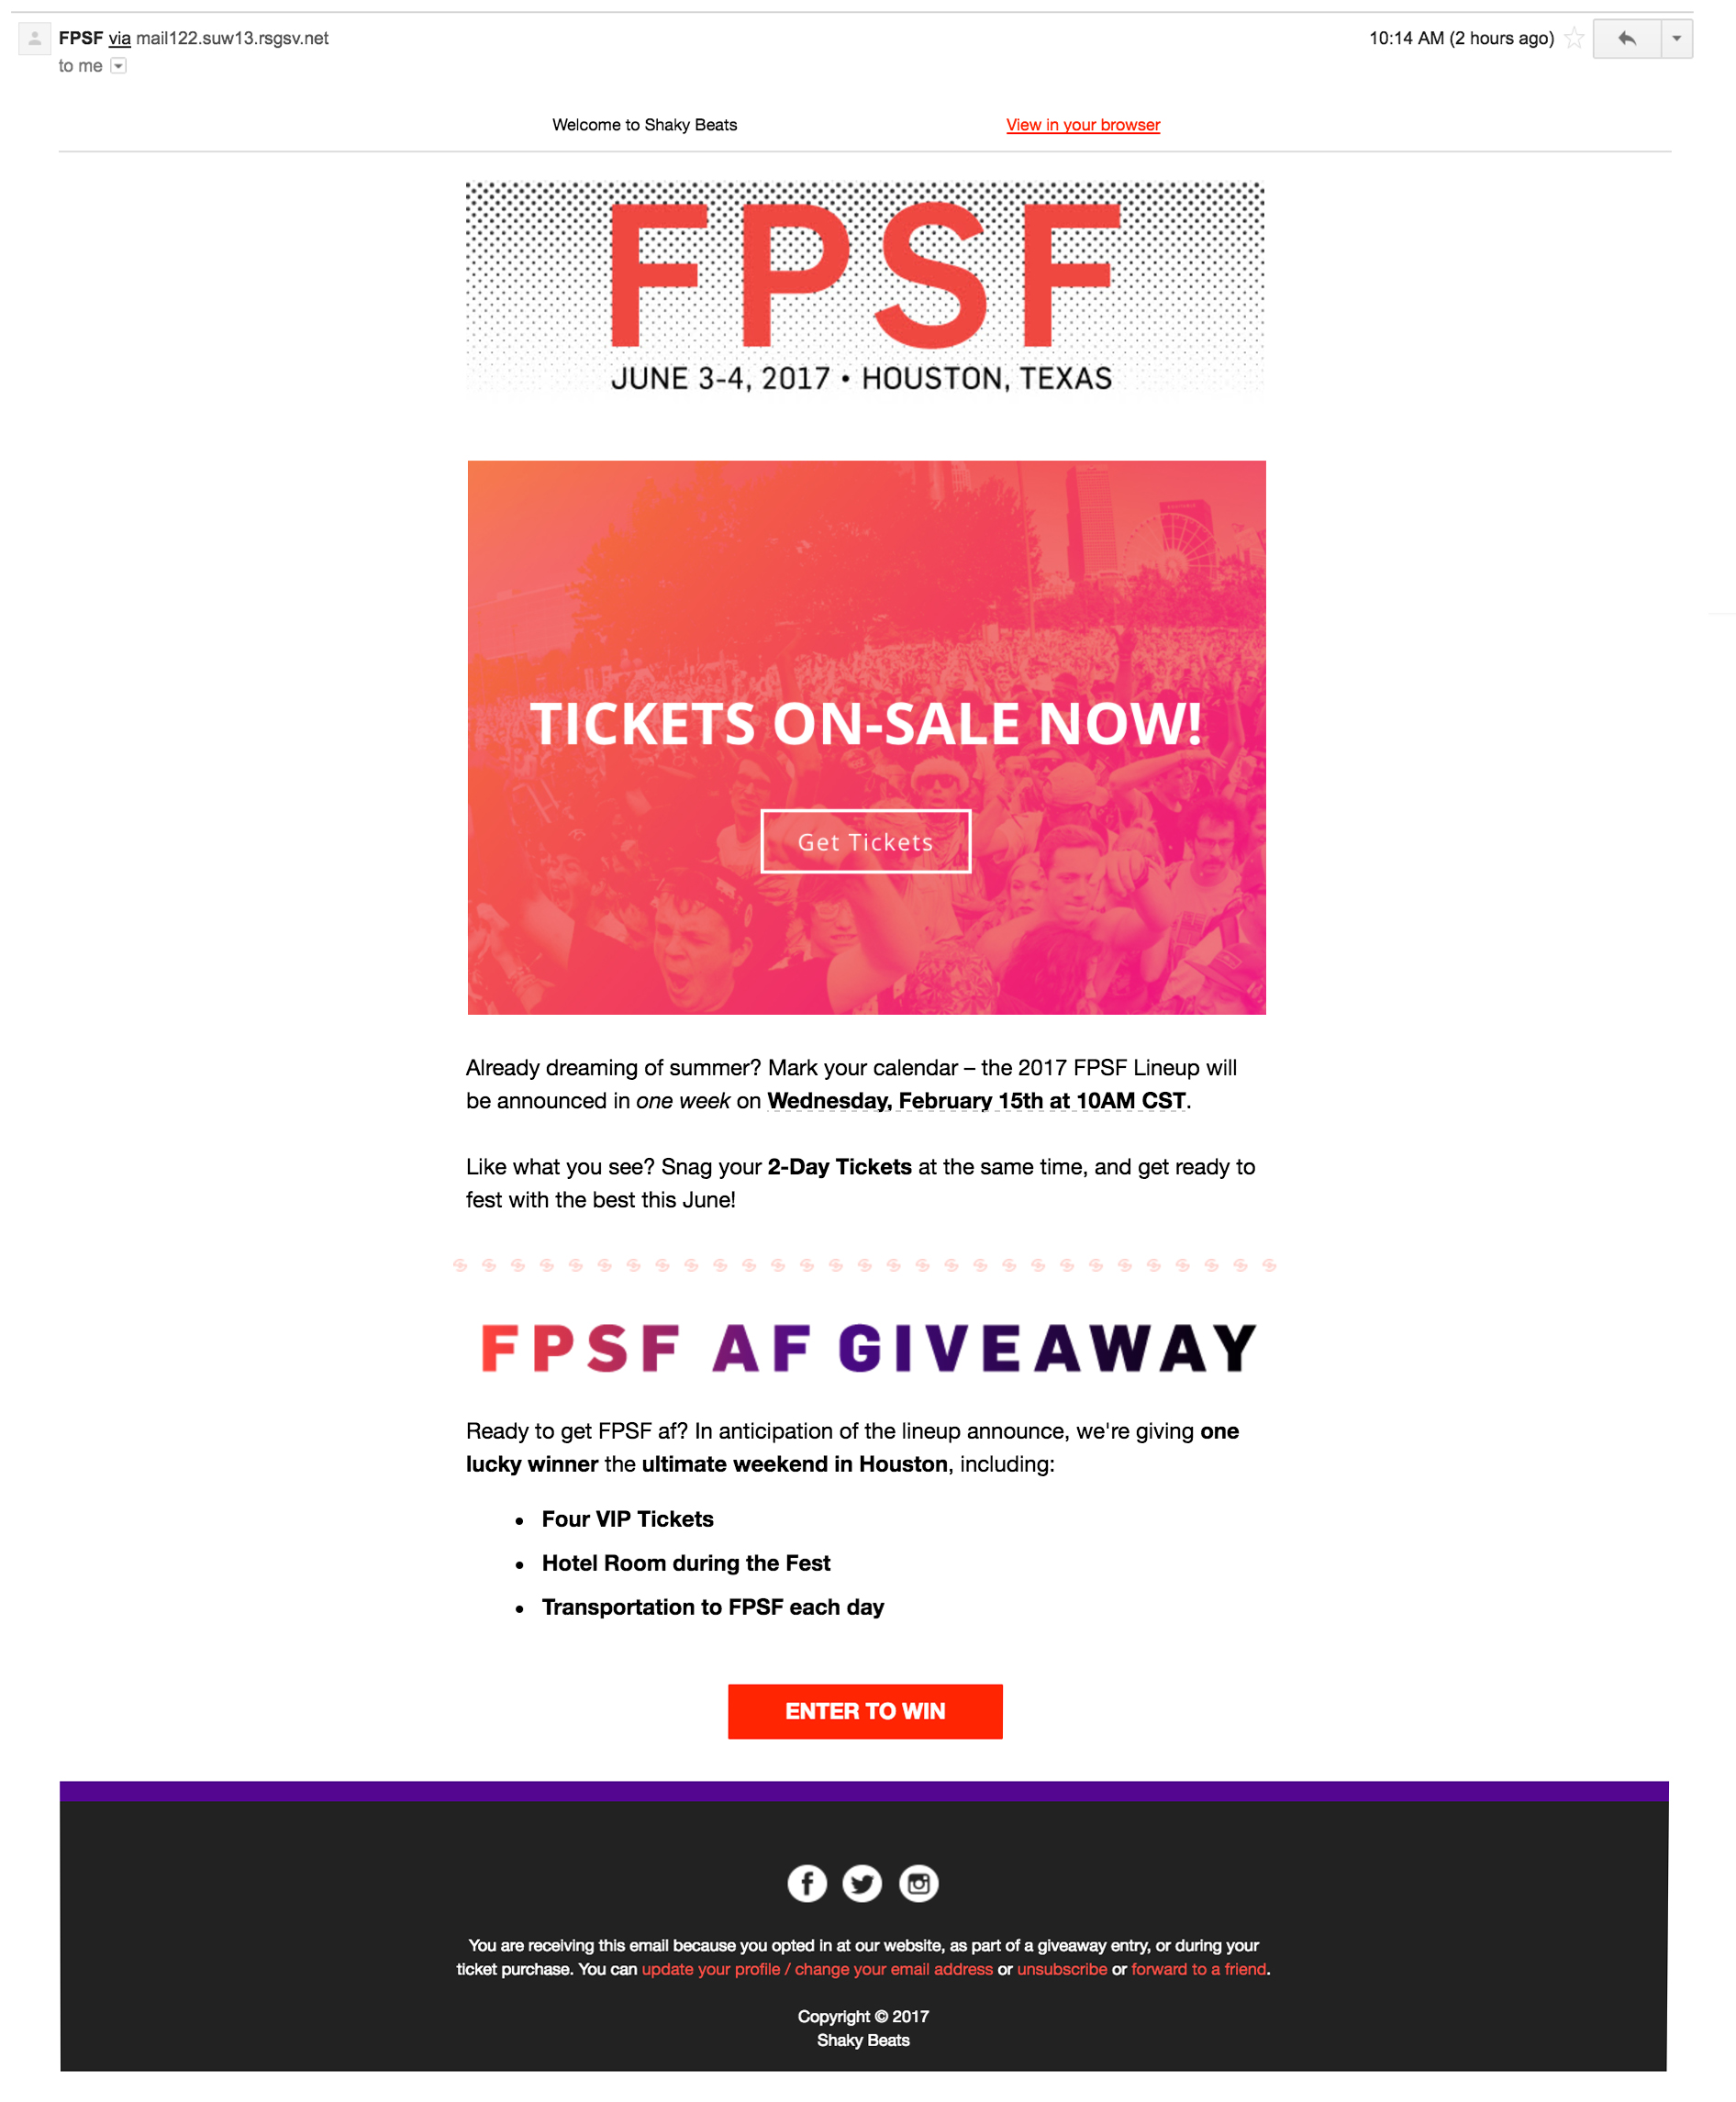 FPSF via mail122.suw13.rsgsv.net
10:14 AM (2 hours ago)
to me
Welcome to Shaky Beats
View in your browser
FPSF
JUNE 3-4, 2017 • HOUSTON, TEXAS
TICKETS ON-SALE NOW!
Get Tickets
Already dreaming of summer? Mark your calendar – the 2017 FPSF Lineup will
be announced in one week on Wednesday, February 15th at 10AM CST.
Like what you see? Snag your 2-Day Tickets at the same time, and get ready to
fest with the best this June!
FPSF AF GIVEAWAY
Ready to get FPSF af? In anticipation of the lineup announce, we're giving one
lucky winner the ultimate weekend in Houston, including:
• Four VIP Tickets
• Hotel Room during the Fest
• Transportation to FPSF each day
ENTER TO WIN
You are receiving this email because you opted in at our website, as part of a giveaway entry, or during your
ticket purchase. You can update your profile / change your email address or unsubscribe or forward to a friend.
Copyright © 2017
Shaky Beats